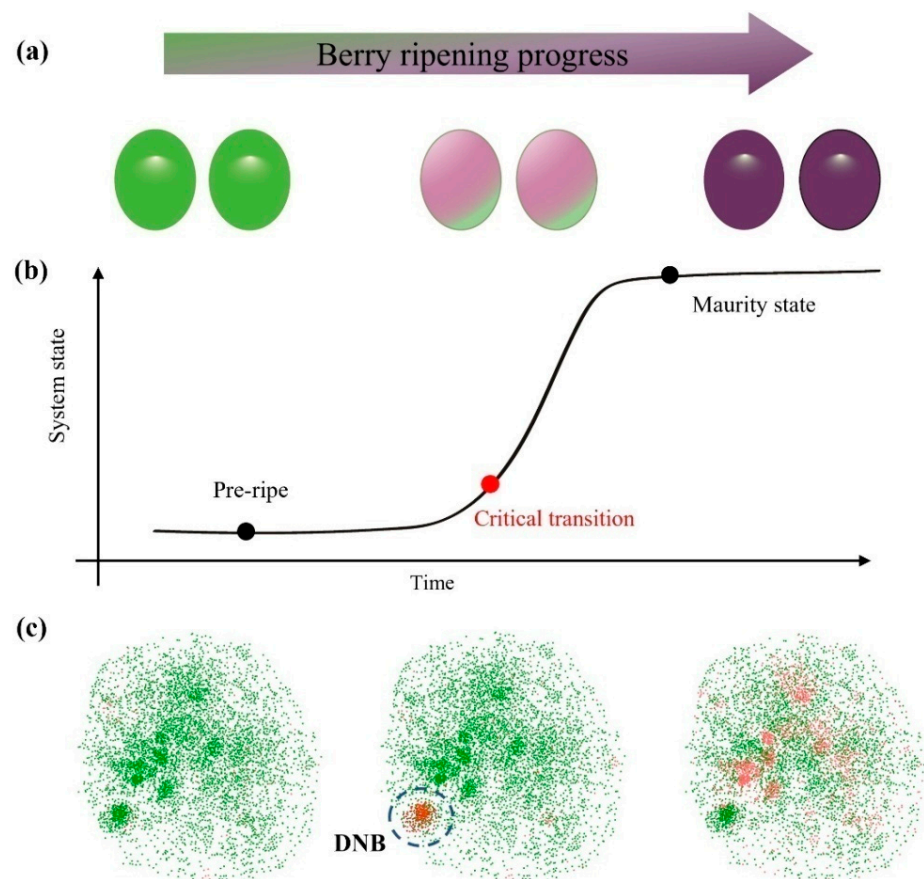 (a)
Berry ripening progress
(b)
System state
Maurity state
Pre-ripe
Critical transition
Time
(c)
DNB